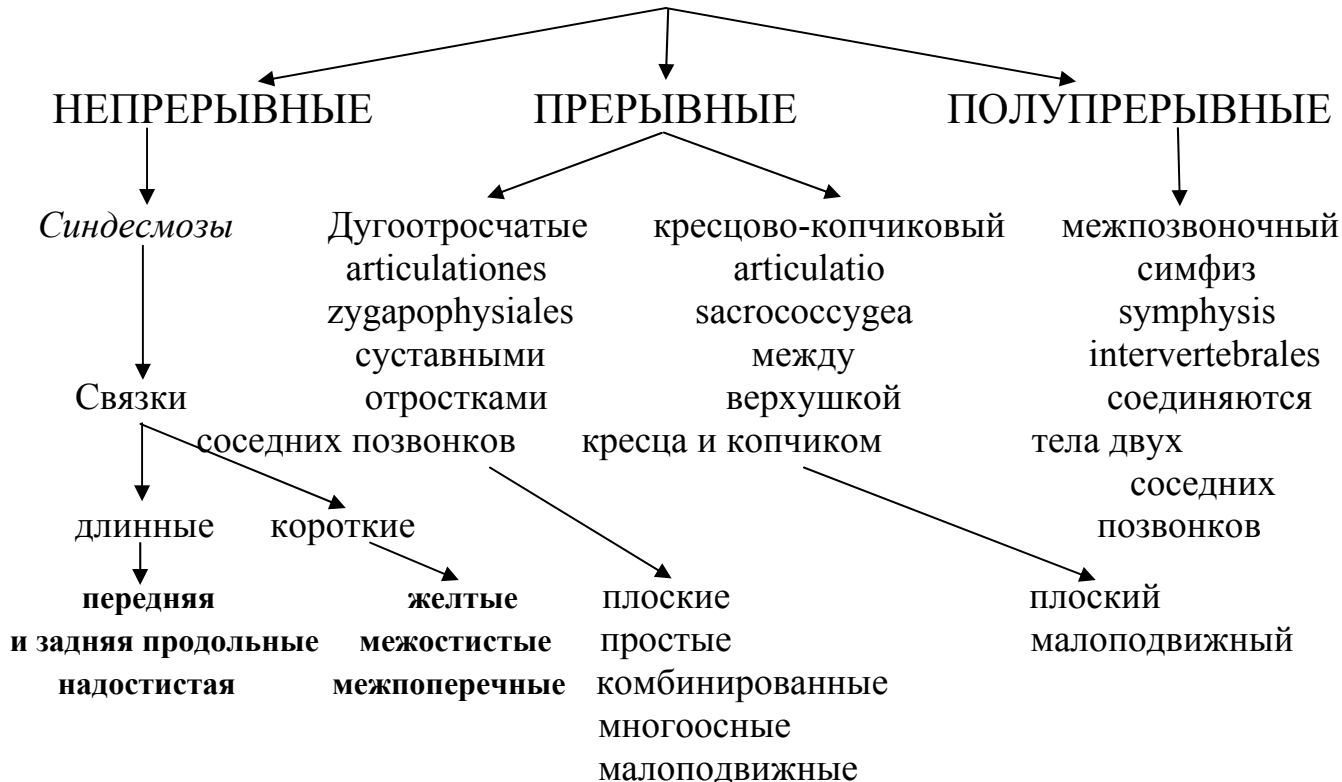 НЕПРЕРЫВНЫЕ ПРЕРЫВНЫЕ ПОЛУПРЕРЫВНЫЕ
Синдесмозы Дугоотросчатые кресцово-копчиковый межпозвоночный
articulationes articulatio симфиз
zygapophysiales sacrococcygea symphysis
суставными между intervertebrales
Связки отростками верхушкой соединяются
соседних позвонков кресца и копчиком тела двух
соседних
длинные короткие позвонков
передняя желтые плоские плоский
и задняя продольные межостистые простые малоподвижный
надостистая межпоперечные комбинированные
многоосные
малоподвижные